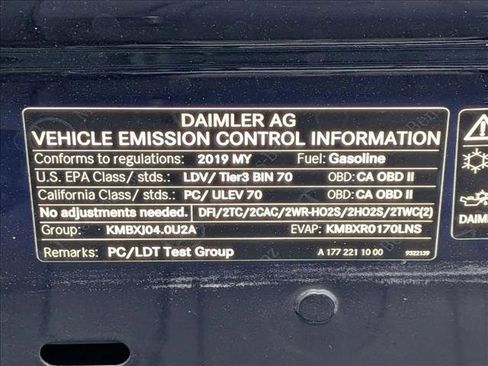 DAIMLER AG
VEHICLE EMISSION CONTROL INFORMATION
Conforms to regulations: 2019 MY Fuel: Gasoline
U.S. EPA Class/ stds.: LDV/ Tier3 BIN 70 OBD: CA OBD II
California Class/ stds.: PC/ ULEV 70 OBD: CA OBD II
No adjustments needed. DFI/2TC/2CAC/2WR-HO2S/2HO2S/2TWC(2)
Group: KMBXJ04.0U2A EVAP: KMBXR0170LNS
Remarks: PC/LDT Test Group A 177 221 10 00 9322139
DAIML